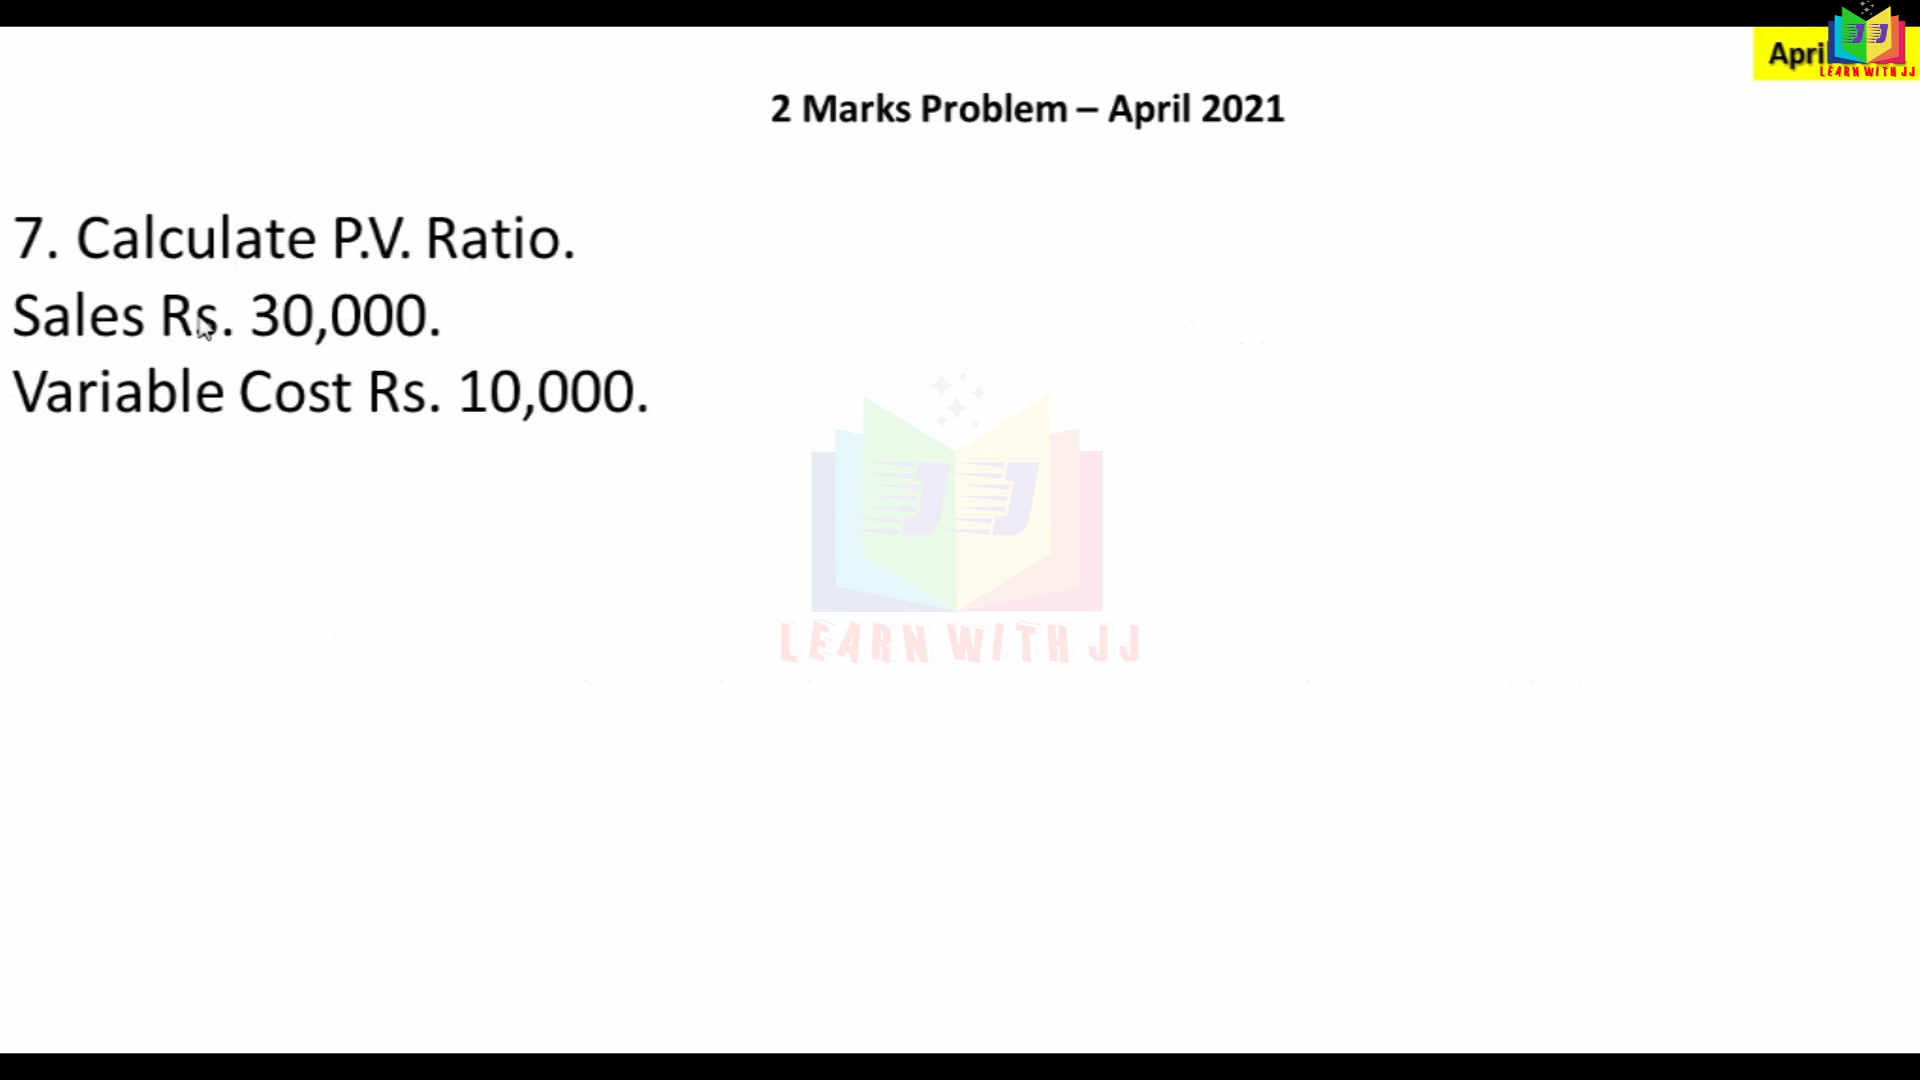 Apri
LEARN WITH JJ
2 Marks Problem – April 2021
7. Calculate P.V. Ratio.
Sales Rs. 30,000.
Variable Cost Rs. 10,000.
JJ
LEARN WITH JJ